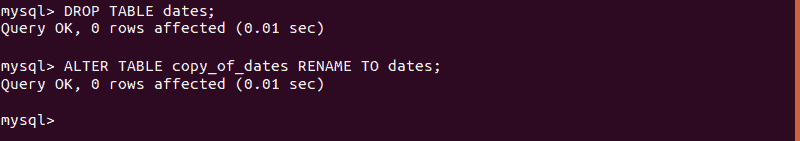 mysql> DROP TABLE dates;
Query OK, 0 rows affected (0.01 sec)
mysql> ALTER TABLE copy_of_dates RENAME TO dates;
Query OK, 0 rows affected (0.01 sec)
mysql>